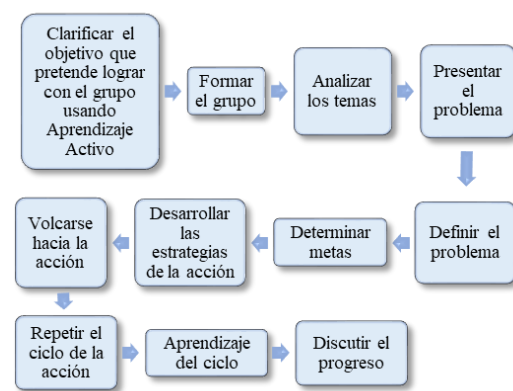 Clarificar el
objetivo que
pretende lograr
con el grupo
usando
Aprendizaje
Activo
Formar
el grupo
Analizar
los temas
Presentar
el
problema
Definir el
problema
Determinar
metas
Desarrollar
las
estrategias
de la acción
Volcarse
hacia la
acción
Repetir el
ciclo de la
acción
Aprendizaje
del ciclo
Discutir el
progreso